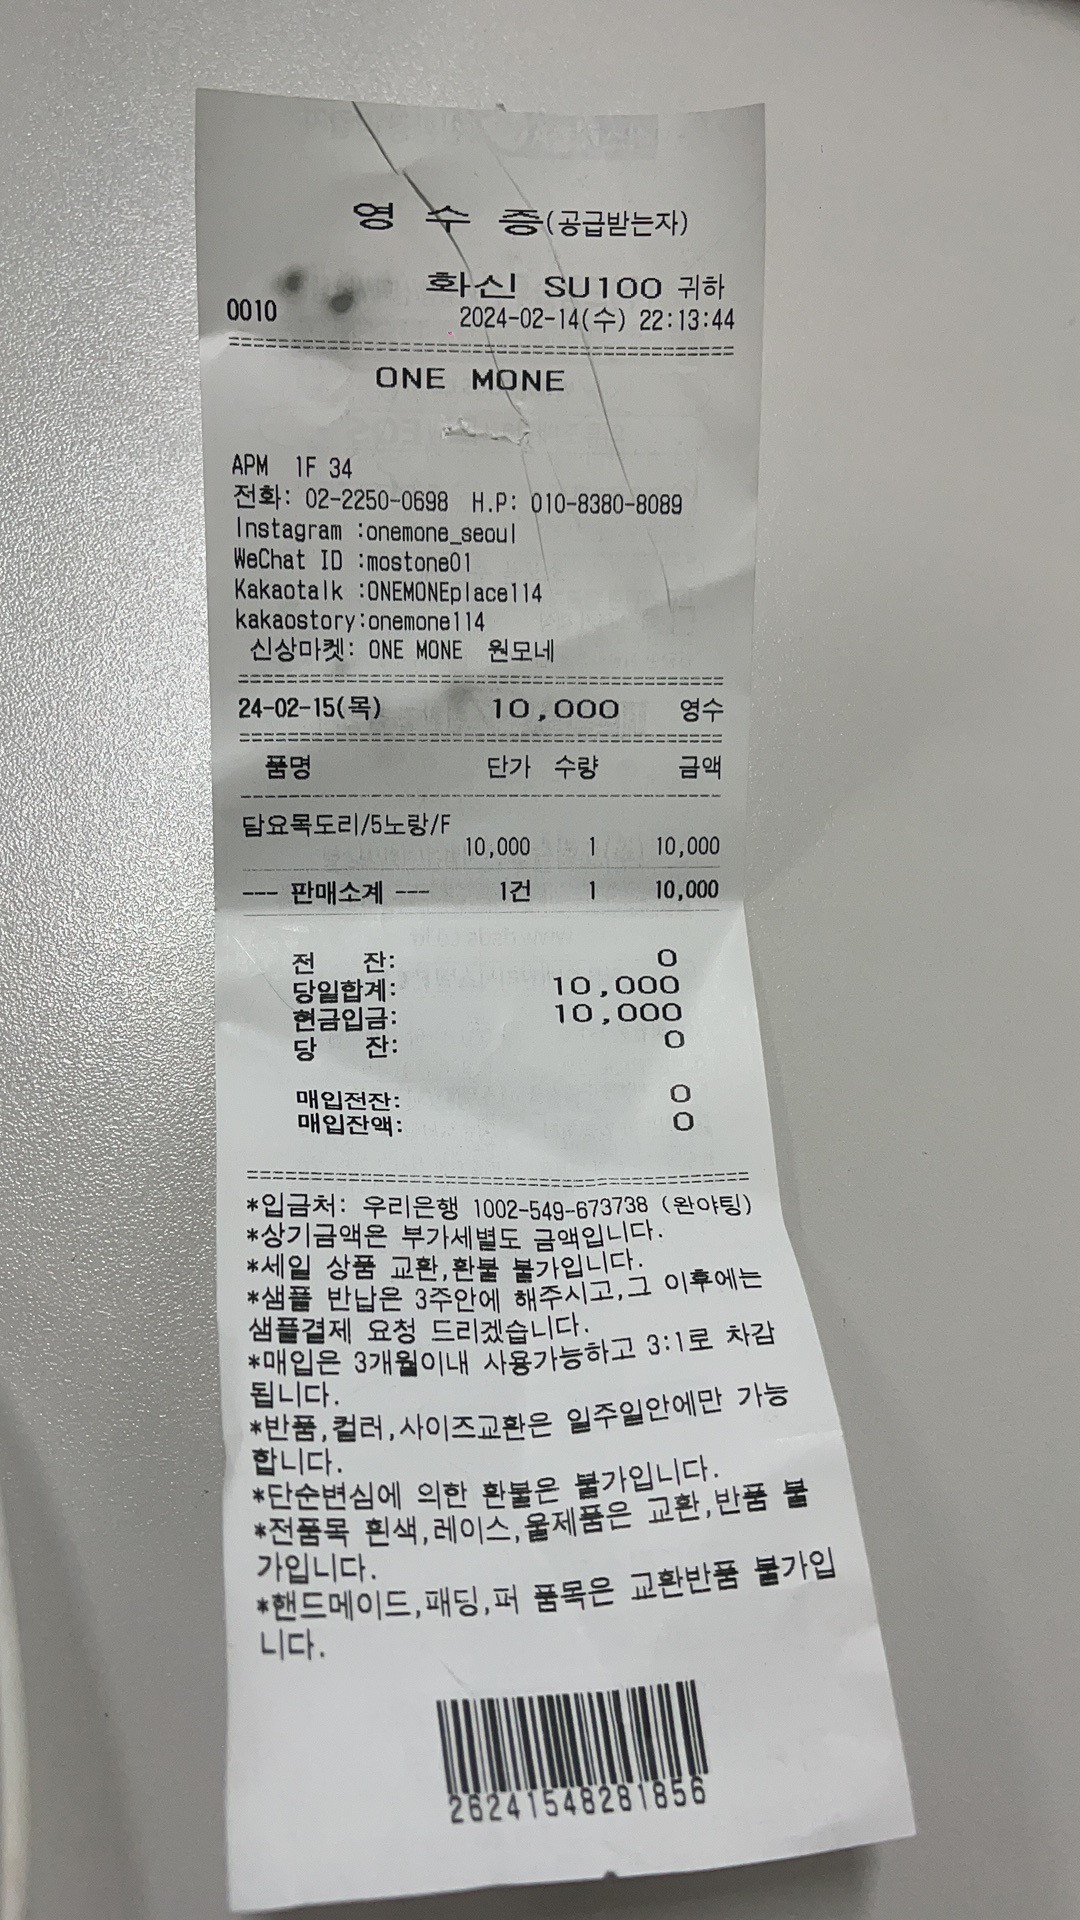 영 수 증(공급받는자)
화신 SU100 귀하
0010 2024-02-14(수) 22:13:44
ONE MONE
APM 1F 34
전화: 02-2250-0698 H.P: 010-8380-8089
Instagram :onemone_seoul
WeChat ID :mostone01
Kakaotalk :ONEMONEplace114
kakaostory:onemone114
신상마켓: ONE MONE 원모네
24-02-15(목) 10,000 영수
품명 단가 수량 금액
담요목도리/5노랑/F
10,000 1 10,000
--- 판매소계 --- 1건 1 10,000
전 잔: 0
당일합계: 10,000
현금입금: 10,000
당 잔: 0
매입전잔: 0
매입잔액: 0
*입금처: 우리은행 1002-549-673738 (완야팅)
*상기금액은 부가세별도 금액입니다.
*세일 상품 교환,환불 불가입니다.
*샘플 반납은 3주안에 해주시고,그 이후에는
샘플결제 요청 드리겠습니다.
*매입은 3개월이내 사용가능하고 3:1로 차감
됩니다.
*반품,컬러,사이즈교환은 일주일안에만 가능
합니다.
*단순변심에 의한 환불은 불가입니다.
*전품목 흰색,레이스,울제품은 교환,반품 불
가입니다.
*핸드메이드,패딩,퍼 품목은 교환반품 불가입
니다.
26241548281856